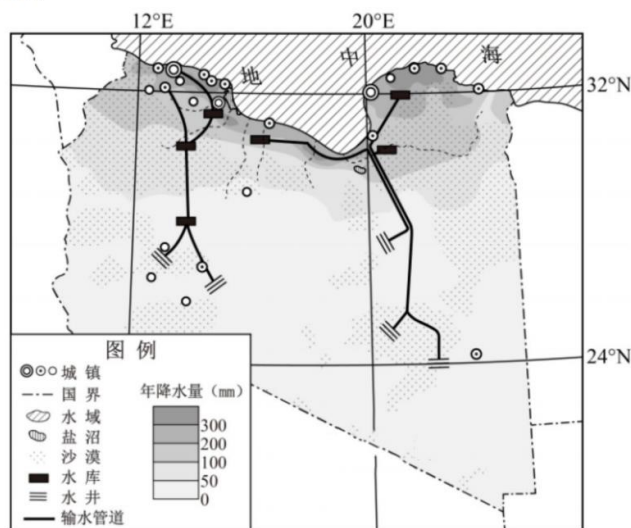 12°E
20°E
地 中 海
32°N
24°N
图 例
城 镇
国 界
水 域
盐 沼
沙 漠
水 库
水 井
输水管道
年降水量（mm）
300
200
100
50
0